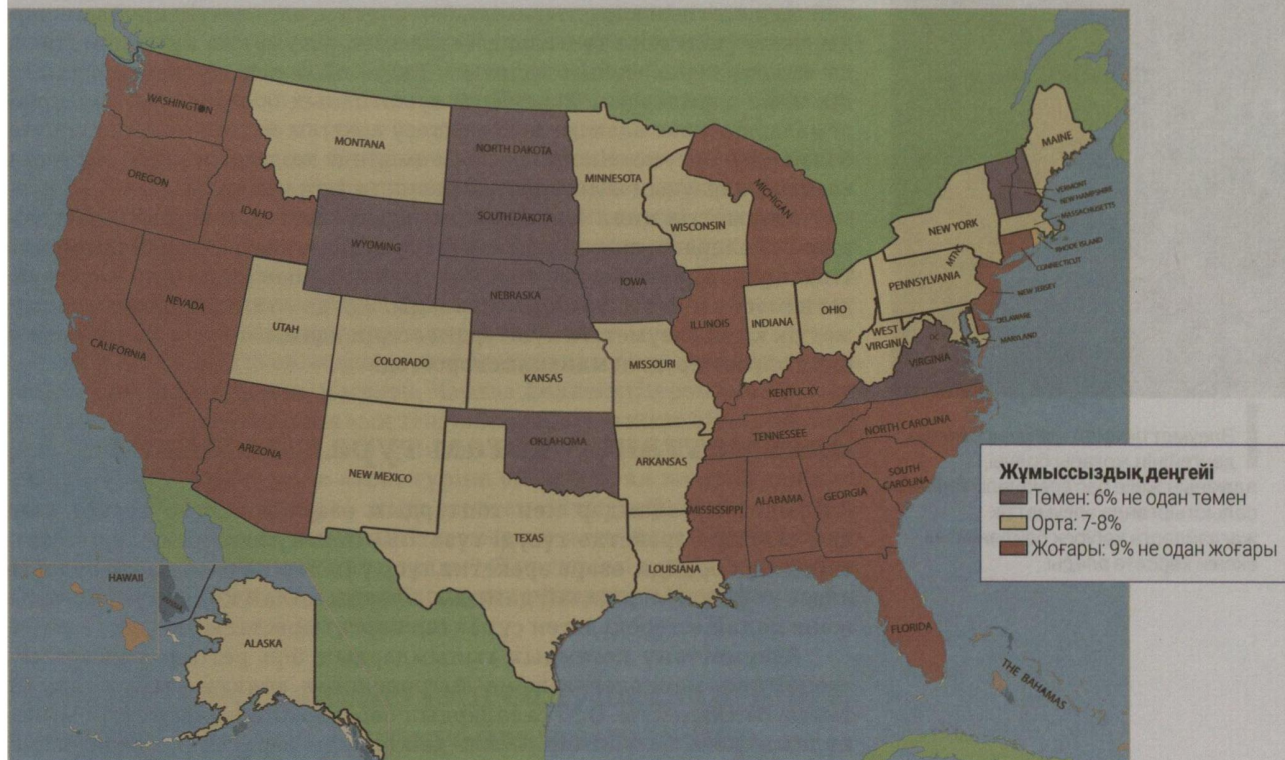 WASHINGTON
MONTANA
NORTH DAKOTA
MINNESOTA
MAINE
OREGON
IDAHO
SOUTH DAKOTA
WISCONSIN
MICHIGAN
VERMONT
NEW HAMPSHIRE
MASSACHUSETTS
NEW YORK
RHODE ISLAND
CONNECTICUT
WYOMING
IOWA
PENNSYLVANIA
MTNS
NEW JERSEY
NEVADA
NEBRASKA
ILLINOIS
INDIANA
OHIO
DELAWARE
MARYLAND
UTAH
WEST
VIRGINIA
DC
VIRGINIA
CALIFORNIA
COLORADO
KANSAS
MISSOURI
KENTUCKY
ARIZONA
OKLAHOMA
TENNESSEE
NORTH CAROLINA
NEW MEXICO
ARKANSAS
SOUTH
CAROLINA
MISSISSIPPI
ALABAMA
GEORGIA
TEXAS
LOUISIANA
HAWAII
ALASKA
FLORIDA
THE BAHAMAS
Жұмыссыздық деңгейі
Төмен: 6% не одан төмен
Орта: 7-8%
Жоғары: 9% не одан жоғары